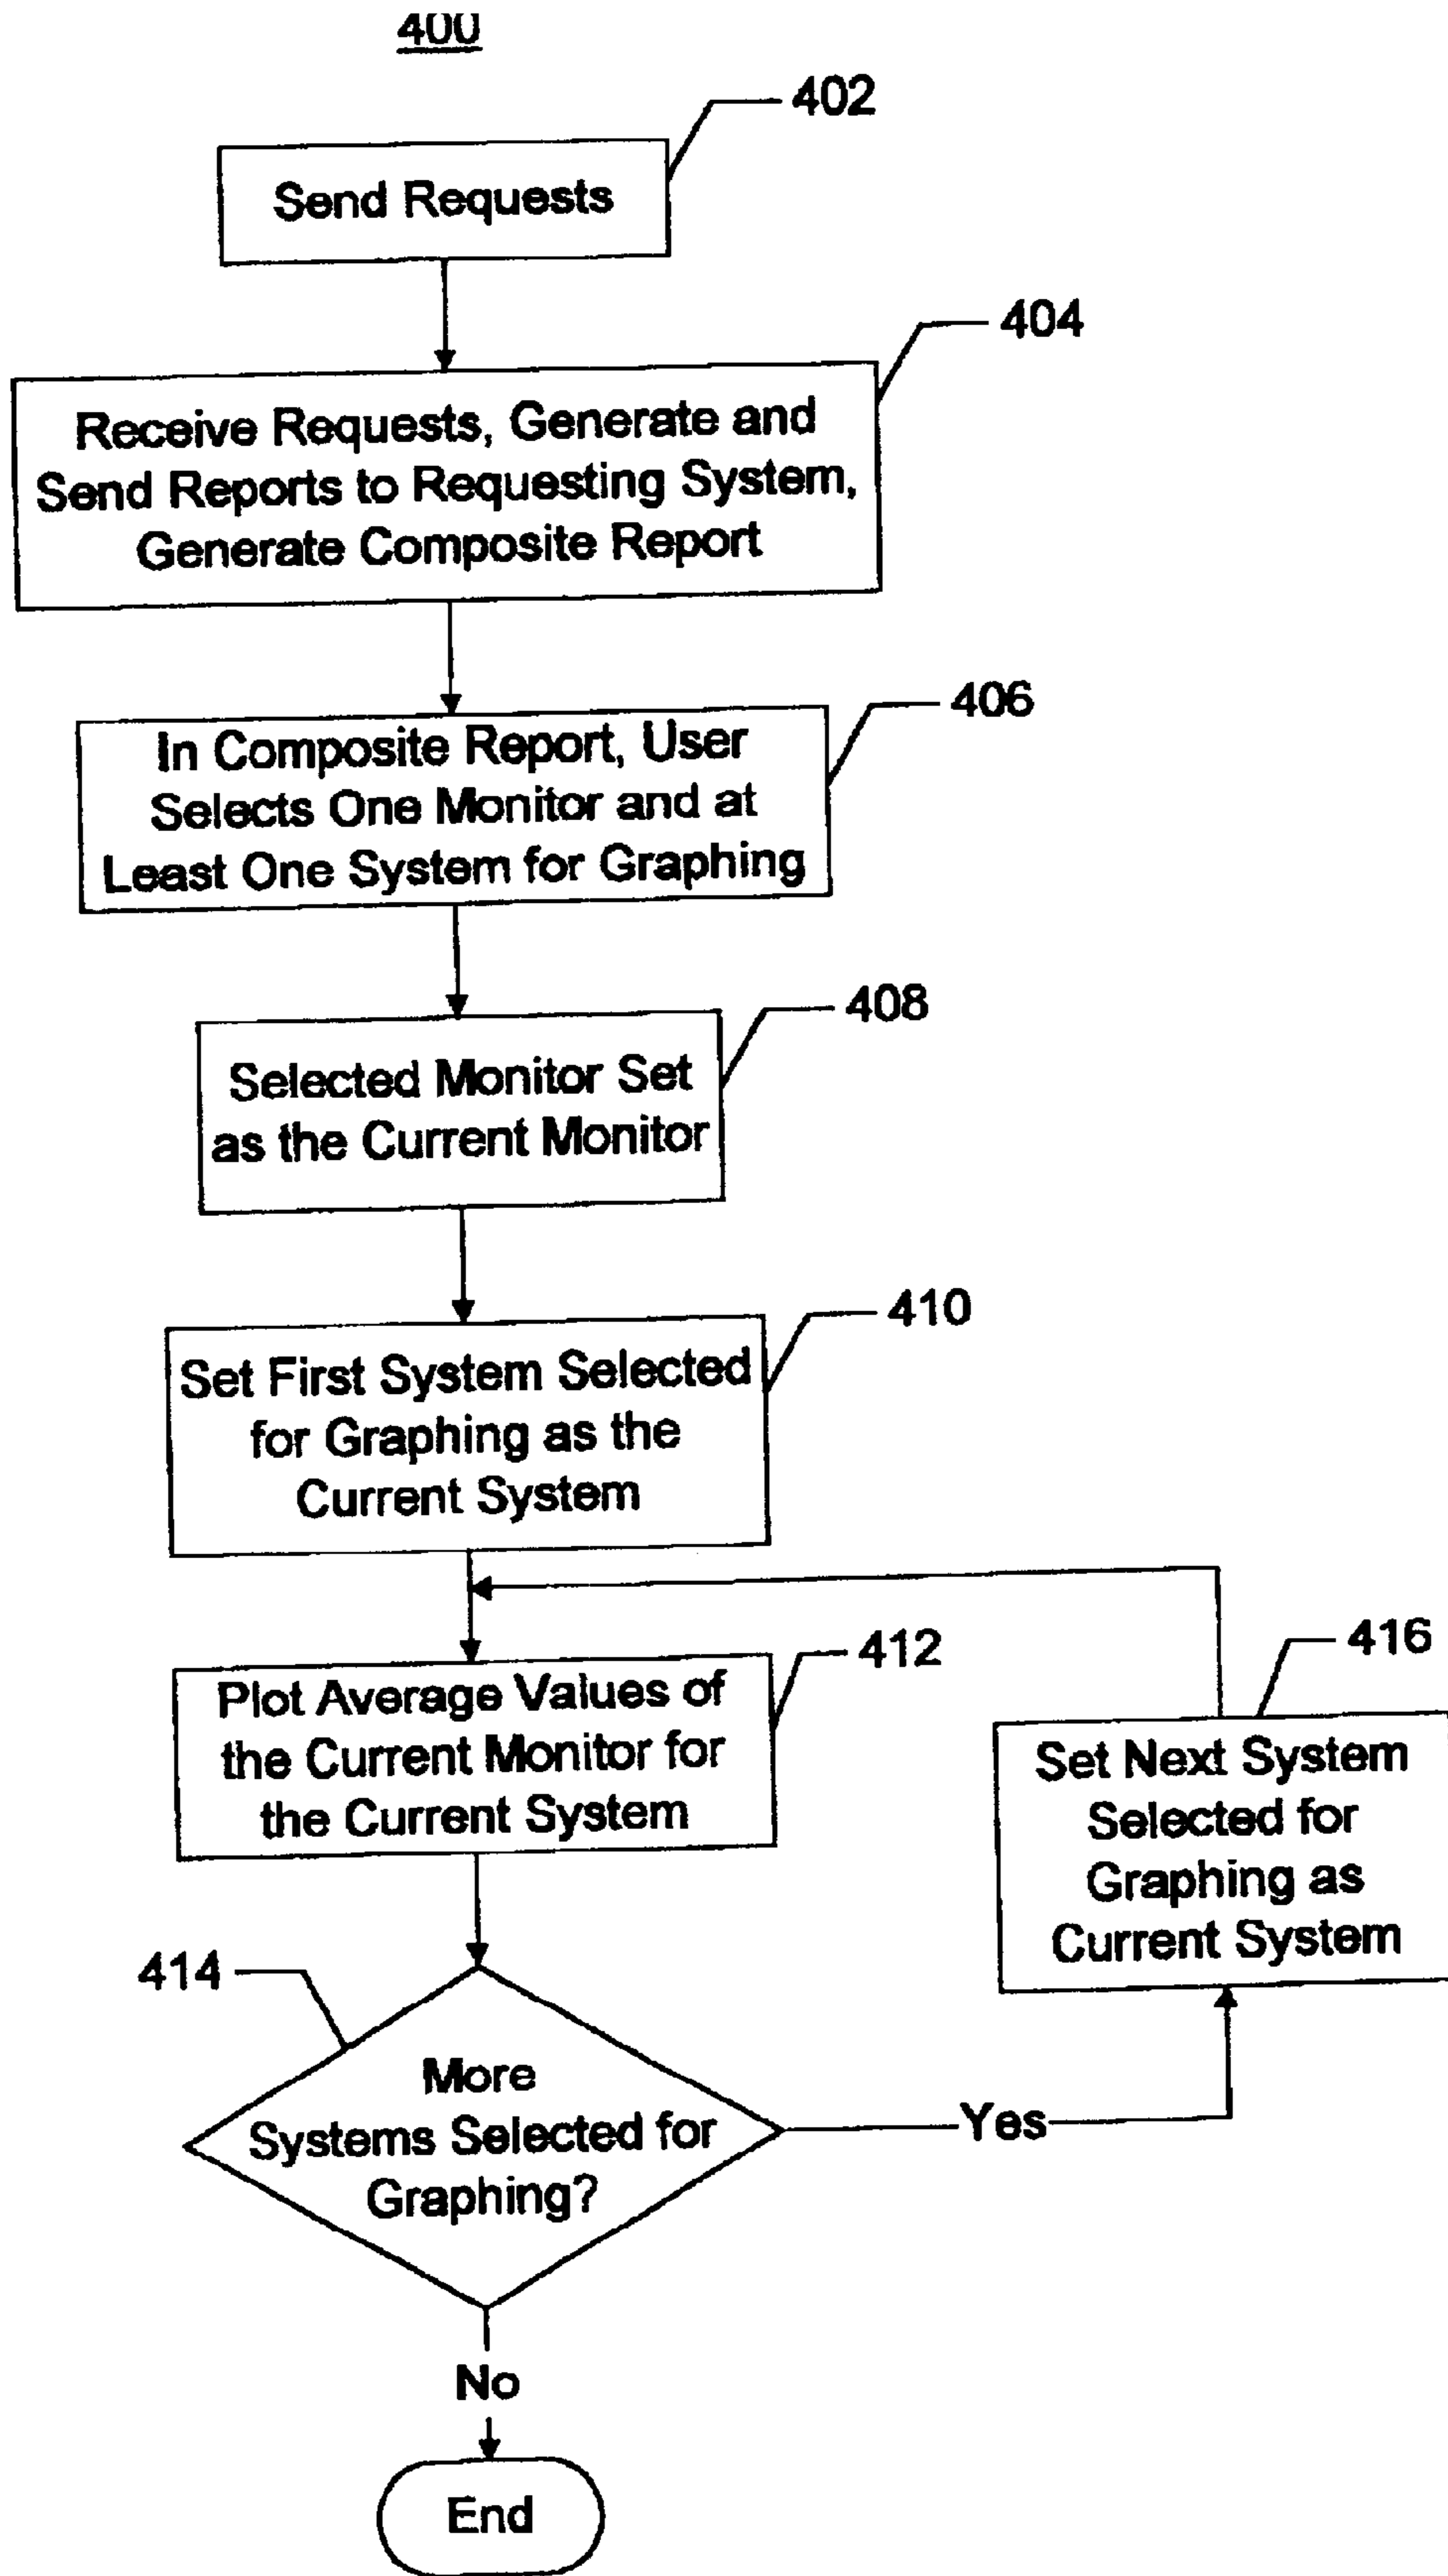 400
402
Send Requests
404
Receive Requests, Generate and
Send Reports to Requesting System,
Generate Composite Report
406
In Composite Report, User
Selects One Monitor and at
Least One System for Graphing
408
Selected Monitor Set
as the Current Monitor
410
Set First System Selected
for Graphing as the
Current System
412
Plot Average Values of
the Current Monitor for
the Current System
416
Set Next System
Selected for
Graphing as
Current System
414
More
Systems Selected for
Graphing?
Yes
No
End